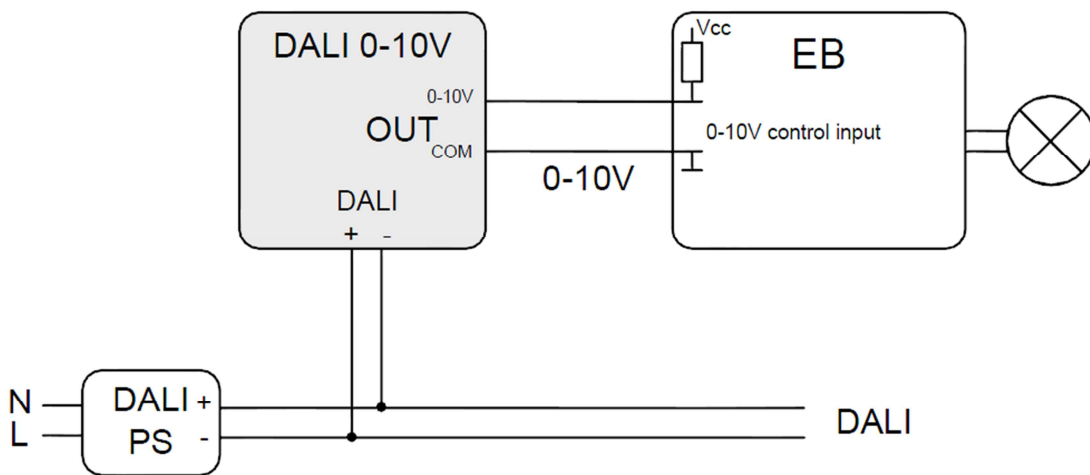 DALI 0-10V
0-10V
OUT
COM
DALI
+ -
Vcc
EB
0-10V control input
0-10V
N
L
DALI +
PS -
DALI